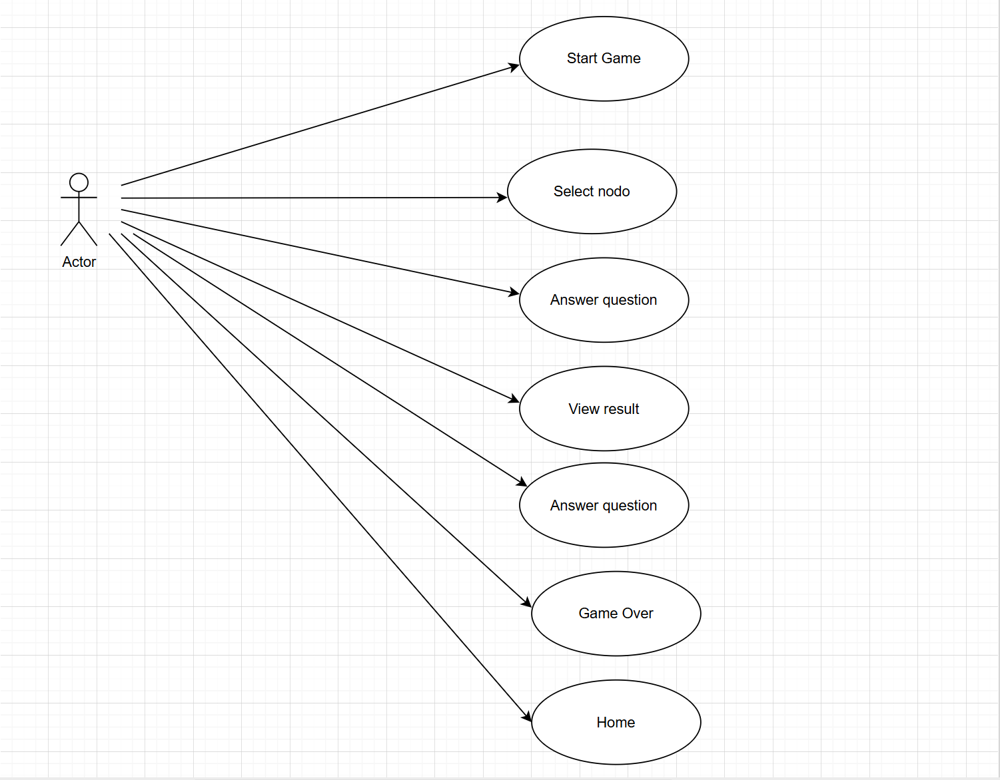 Start Game
Select nodo
Actor
Answer question
View result
Answer question
Game Over
Home